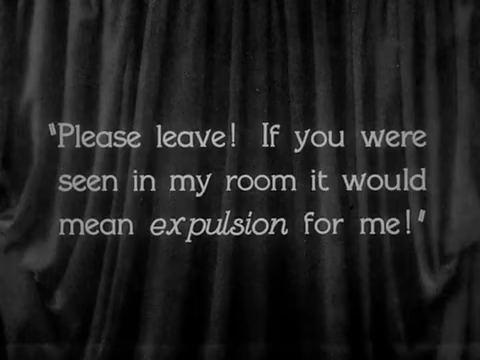 "Please leave! If you were
seen in my room it would
mean expulsion for me!"